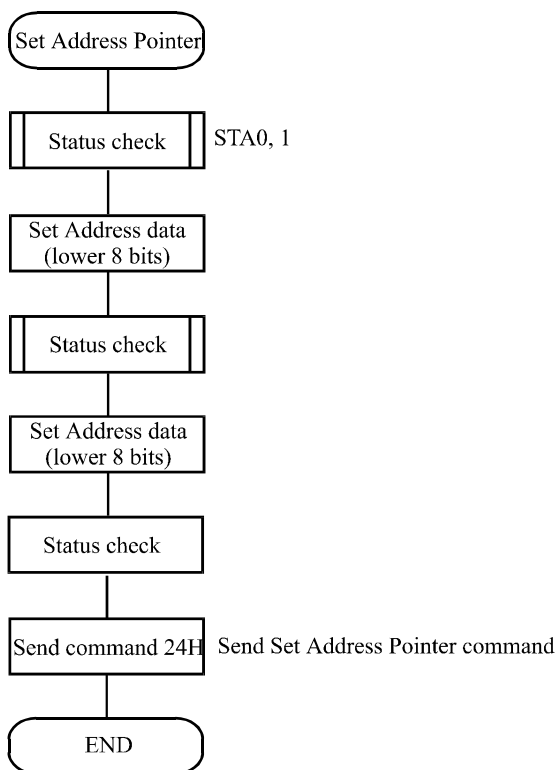 Set Address Pointer
Status check
STA0, 1
Set Address data
(lower 8 bits)
Status check
Set Address data
(lower 8 bits)
Status check
Send command 24H
Send Set Address Pointer command
END